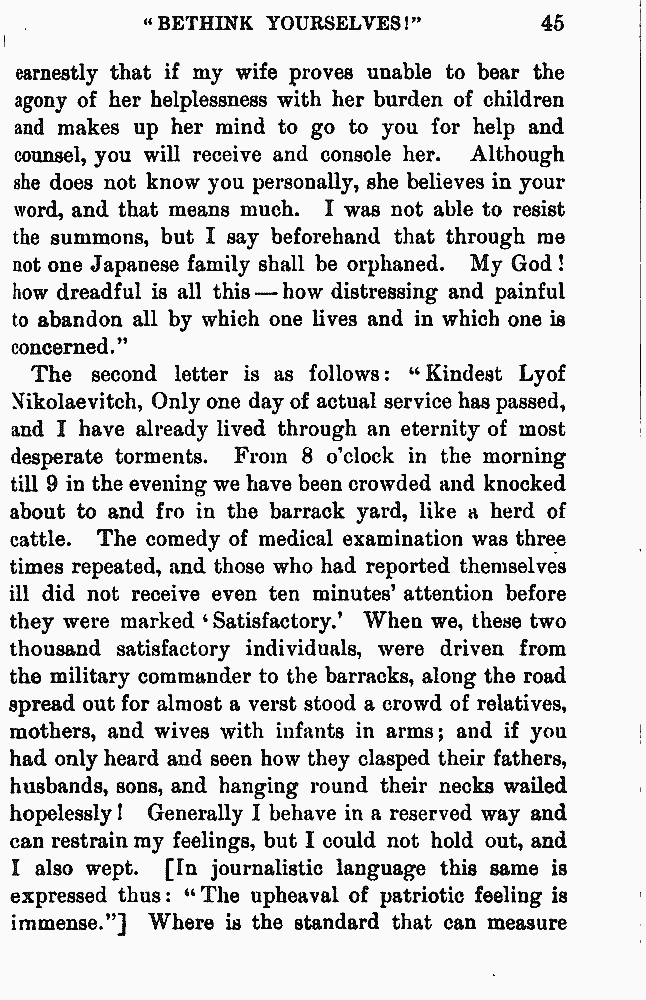 "BETHINK YOURSELVES!" 45
earnestly that if my wife proves unable to bear the
agony of her helplessness with her burden of children
and makes up her mind to go to you for help and
counsel, you will receive and console her. Although
she does not know you personally, she believes in your
word, and that means much. I was not able to resist
the summons, but I say beforehand that through me
not one Japanese family shall be orphaned. My God!
how dreadful is all this—how distressing and painful
to abandon all by which one lives and in which one is
concerned."
The second letter is as follows: "Kindest Lyof
Nikolaevitch, Only one day of actual service has passed,
and I have already lived through an eternity of most
desperate torments. From 8 o'clock in the morning
till 9 in the evening we have been crowded and knocked
about to and fro in the barrack yard, like a herd of
cattle. The comedy of medical examination was three
times repeated, and those who had reported themselves
ill did not receive even ten minutes' attention before
they were marked 'Satisfactory.' When we, these two
thousand satisfactory individuals, were driven from
the military commander to the barracks, along the road
spread out for almost a verst stood a crowd of relatives,
mothers, and wives with infants in arms; and if you
had only heard and seen how they clasped their fathers,
husbands, sons, and hanging round their necks wailed
hopelessly! Generally I behave in a reserved way and
can restrain my feelings, but I could not hold out, and
I also wept. [In journalistic language this same is
expressed thus: "The upheaval of patriotic feeling is
immense."] Where is the standard that can measure